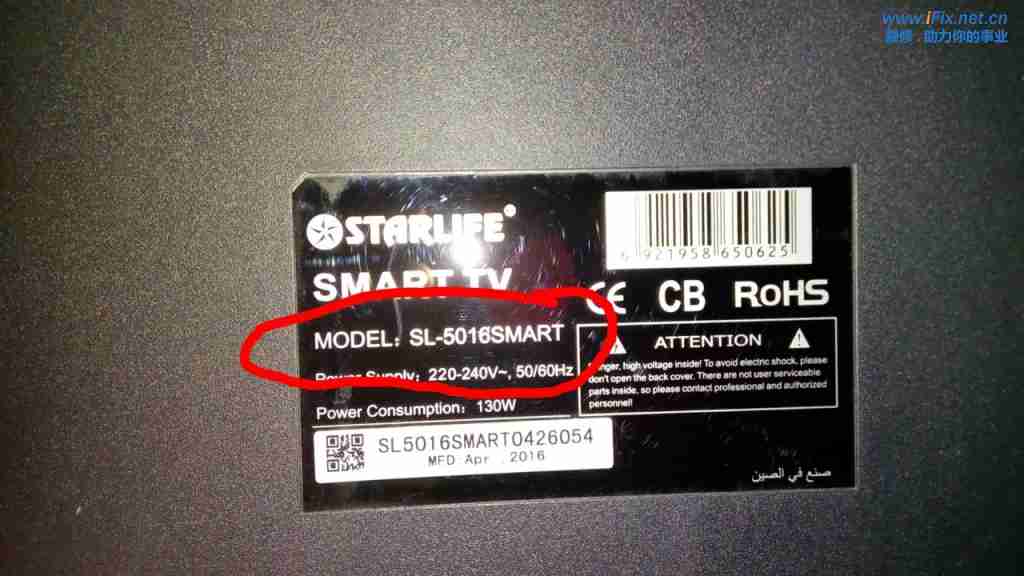 www.iFix.net.cn
助力你的事业
STARLIFE®
SMART TV
MODEL: SL-5016SMART
Power Supply: 220-240V~, 50/60Hz
Power Consumption: 130W
SL5016SMART0426054
MFD Apr , 2016
6 921958 650625
CE CB RoHS
ATTENTION
Danger, high voltage inside! To avoid electric shock, please
don't open the back cover. There are not user serviceable
parts inside, so please contact professional and authorized
personnel!
صنع في الصين